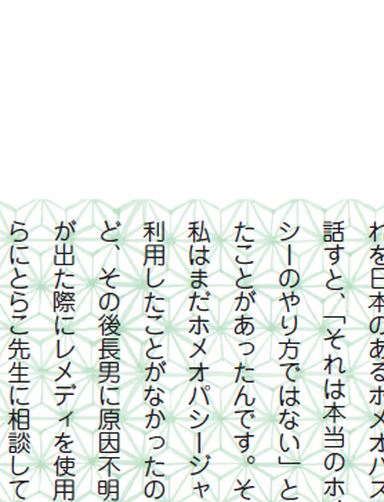 れを日本のあるホメオパス
話すと、「それは本当のホ
シーのやり方ではない」と
たことがあったんです。そ
私はまだホメオパシージャ
利用したことがなかったの
ど、その後長男に原因不明
が出た際にレメディを使用
らにとらこ先生に相談して